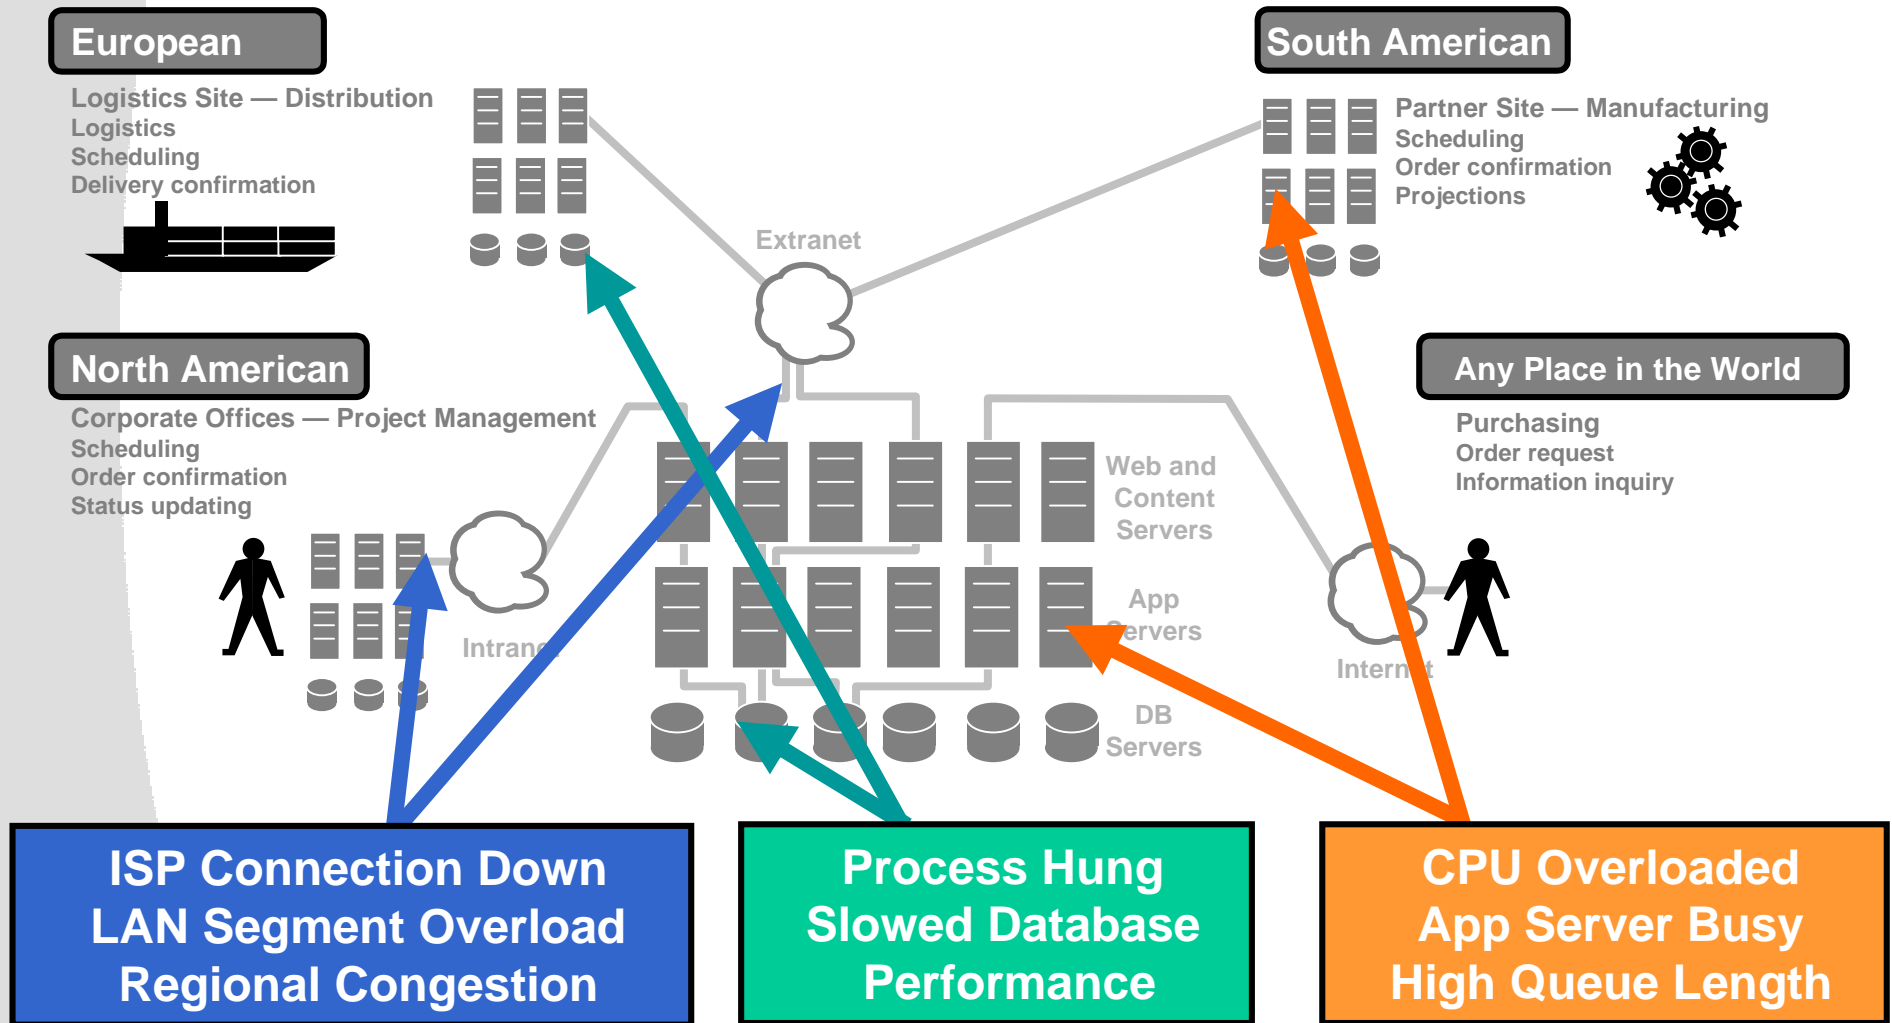 European
Logistics Site — Distribution
Logistics
Scheduling
Delivery confirmation
South American
Partner Site — Manufacturing
Scheduling
Order confirmation
Projections
Extranet
North American
Corporate Offices — Project Management
Scheduling
Order confirmation
Status updating
Any Place in the World
Purchasing
Order request
Information inquiry
Web and
Content
Servers
Intranet
App
Servers
Internet
DB
Servers
ISP Connection Down
LAN Segment Overload
Regional Congestion
Process Hung
Slowed Database
Performance
CPU Overloaded
App Server Busy
High Queue Length